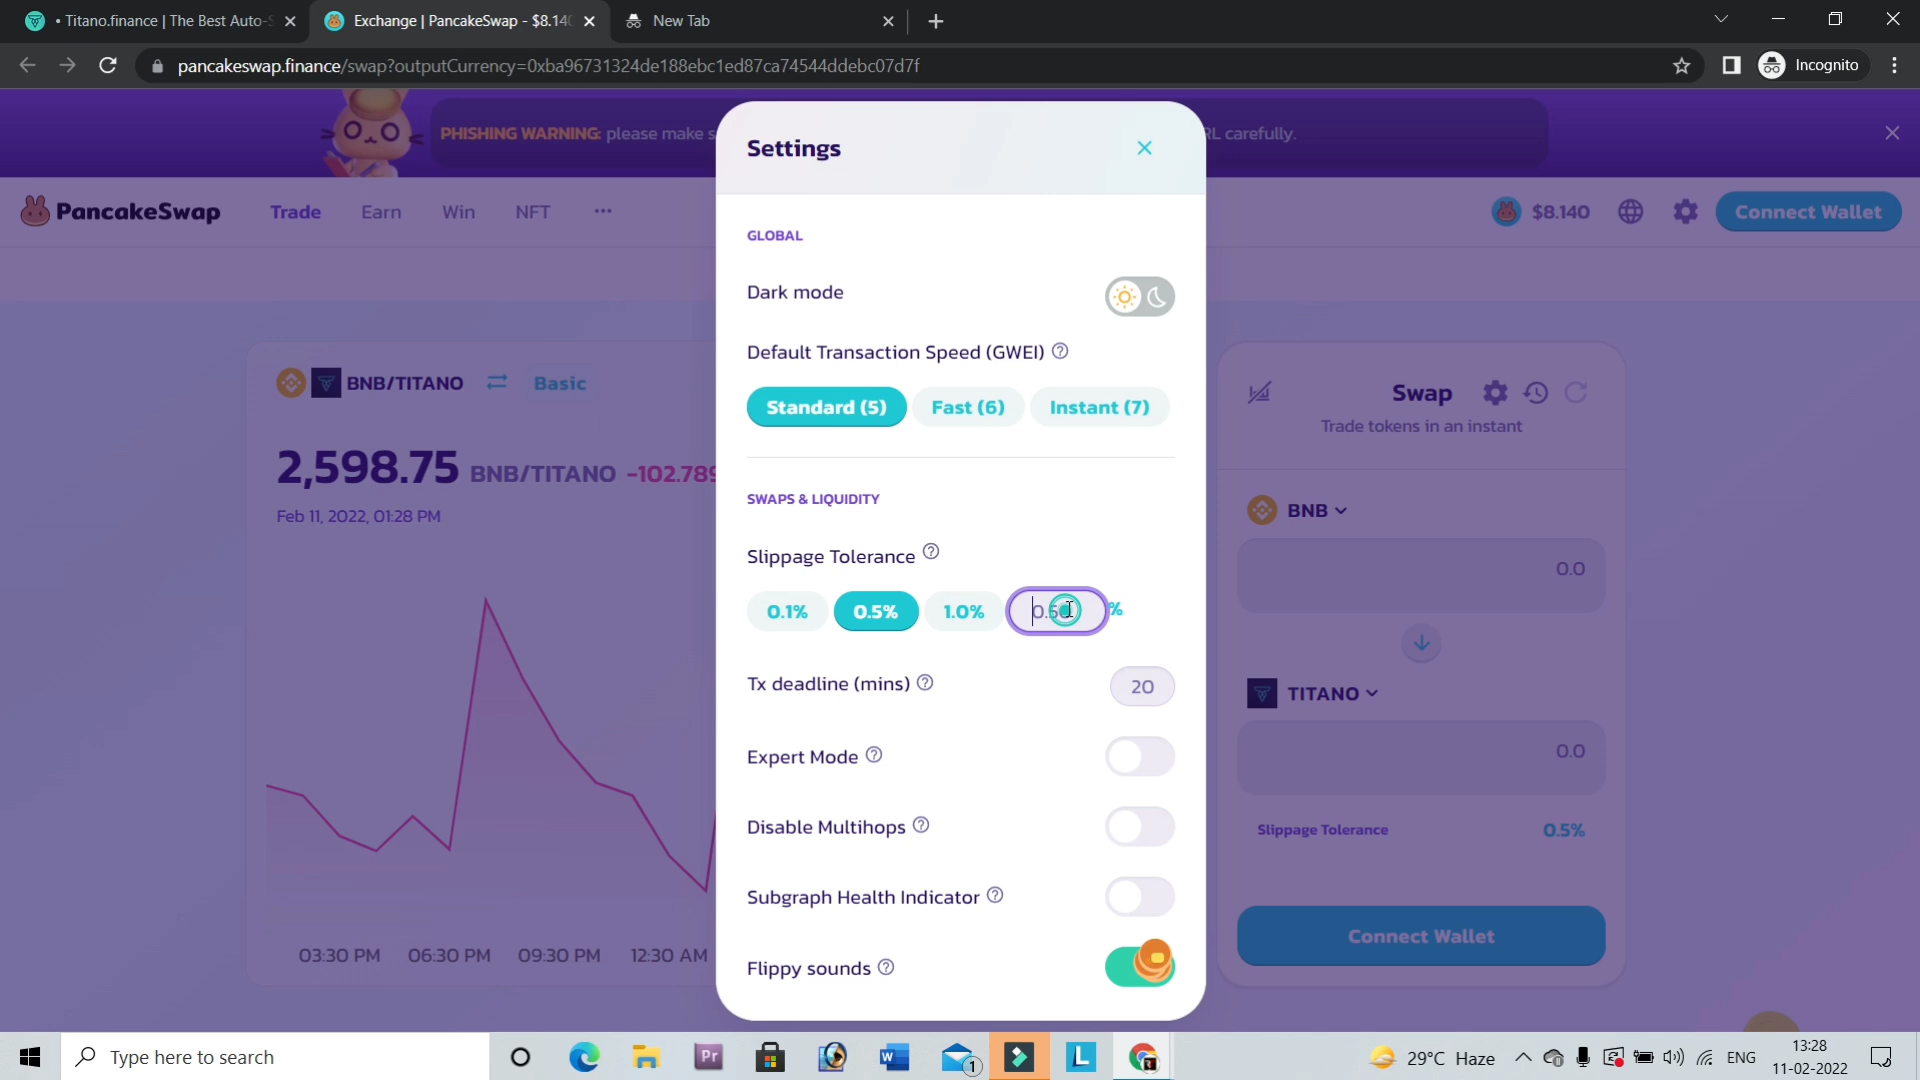 • Titano.finance | The Best Auto-S
Exchange | PancakeSwap - $8.140
New Tab
pancakeswap.finance/swap?outputCurrency=0xba96731324de188ebc1ed87ca74544ddebc07d7f
Incognito
PHISHING WARNING: please make s
RL carefully.
PancakeSwap
Trade
Earn
Win
NFT
$8.140
Connect Wallet
Settings
GLOBAL
Dark mode
Default Transaction Speed (GWEI)
Standard (5)
Fast (6)
Instant (7)
SWAPS & LIQUIDITY
Slippage Tolerance
0.1%
0.5%
1.0%
%
Tx deadline (mins)
20
Expert Mode
Disable Multihops
Subgraph Health Indicator
Flippy sounds
BNB/TITANO
Basic
2,598.75 BNB/TITANO -102.789
Feb 11, 2022, 01:28 PM
03:30 PM
06:30 PM
09:30 PM
12:30 AM
Swap
Trade tokens in an instant
BNB
0.0
TITANO
0.0
Slippage Tolerance
0.5%
Connect Wallet
Type here to search
Pr
W
1
L
29°C Haze
ENG
13:28
11-02-2022